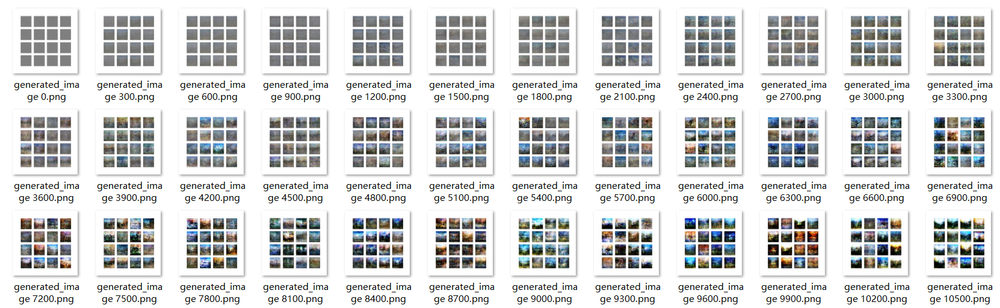 generated_ima
ge 0.png
generated_ima
ge 300.png
generated_ima
ge 600.png
generated_ima
ge 900.png
generated_ima
ge 1200.png
generated_ima
ge 1500.png
generated_ima
ge 1800.png
generated_ima
ge 2100.png
generated_ima
ge 2400.png
generated_ima
ge 2700.png
generated_ima
ge 3000.png
generated_ima
ge 3300.png
generated_ima
ge 3600.png
generated_ima
ge 3900.png
generated_ima
ge 4200.png
generated_ima
ge 4500.png
generated_ima
ge 4800.png
generated_ima
ge 5100.png
generated_ima
ge 5400.png
generated_ima
ge 5700.png
generated_ima
ge 6000.png
generated_ima
ge 6300.png
generated_ima
ge 6600.png
generated_ima
ge 6900.png
generated_ima
ge 7200.png
generated_ima
ge 7500.png
generated_ima
ge 7800.png
generated_ima
ge 8100.png
generated_ima
ge 8400.png
generated_ima
ge 8700.png
generated_ima
ge 9000.png
generated_ima
ge 9300.png
generated_ima
ge 9600.png
generated_ima
ge 9900.png
generated_ima
ge 10200.png
generated_ima
ge 10500.png